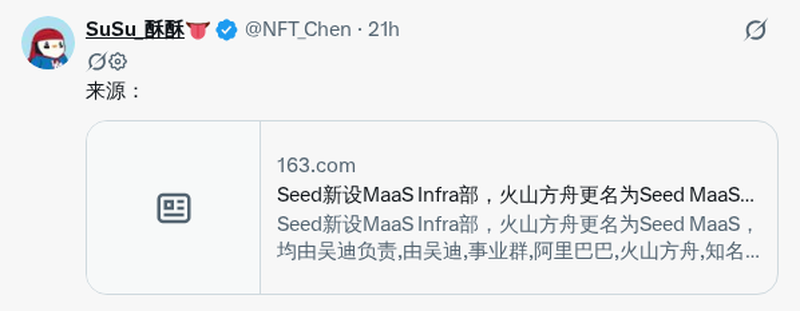 SuSu_酥酥👅 @NFT_Chen · 21h
来源：
163.com
Seed新设MaaS Infra部，火山方舟更名为Seed MaaS...
Seed新设MaaS Infra部，火山方舟更名为Seed MaaS，
均由吴迪负责,由吴迪,事业群,阿里巴巴,火山方舟,知名...